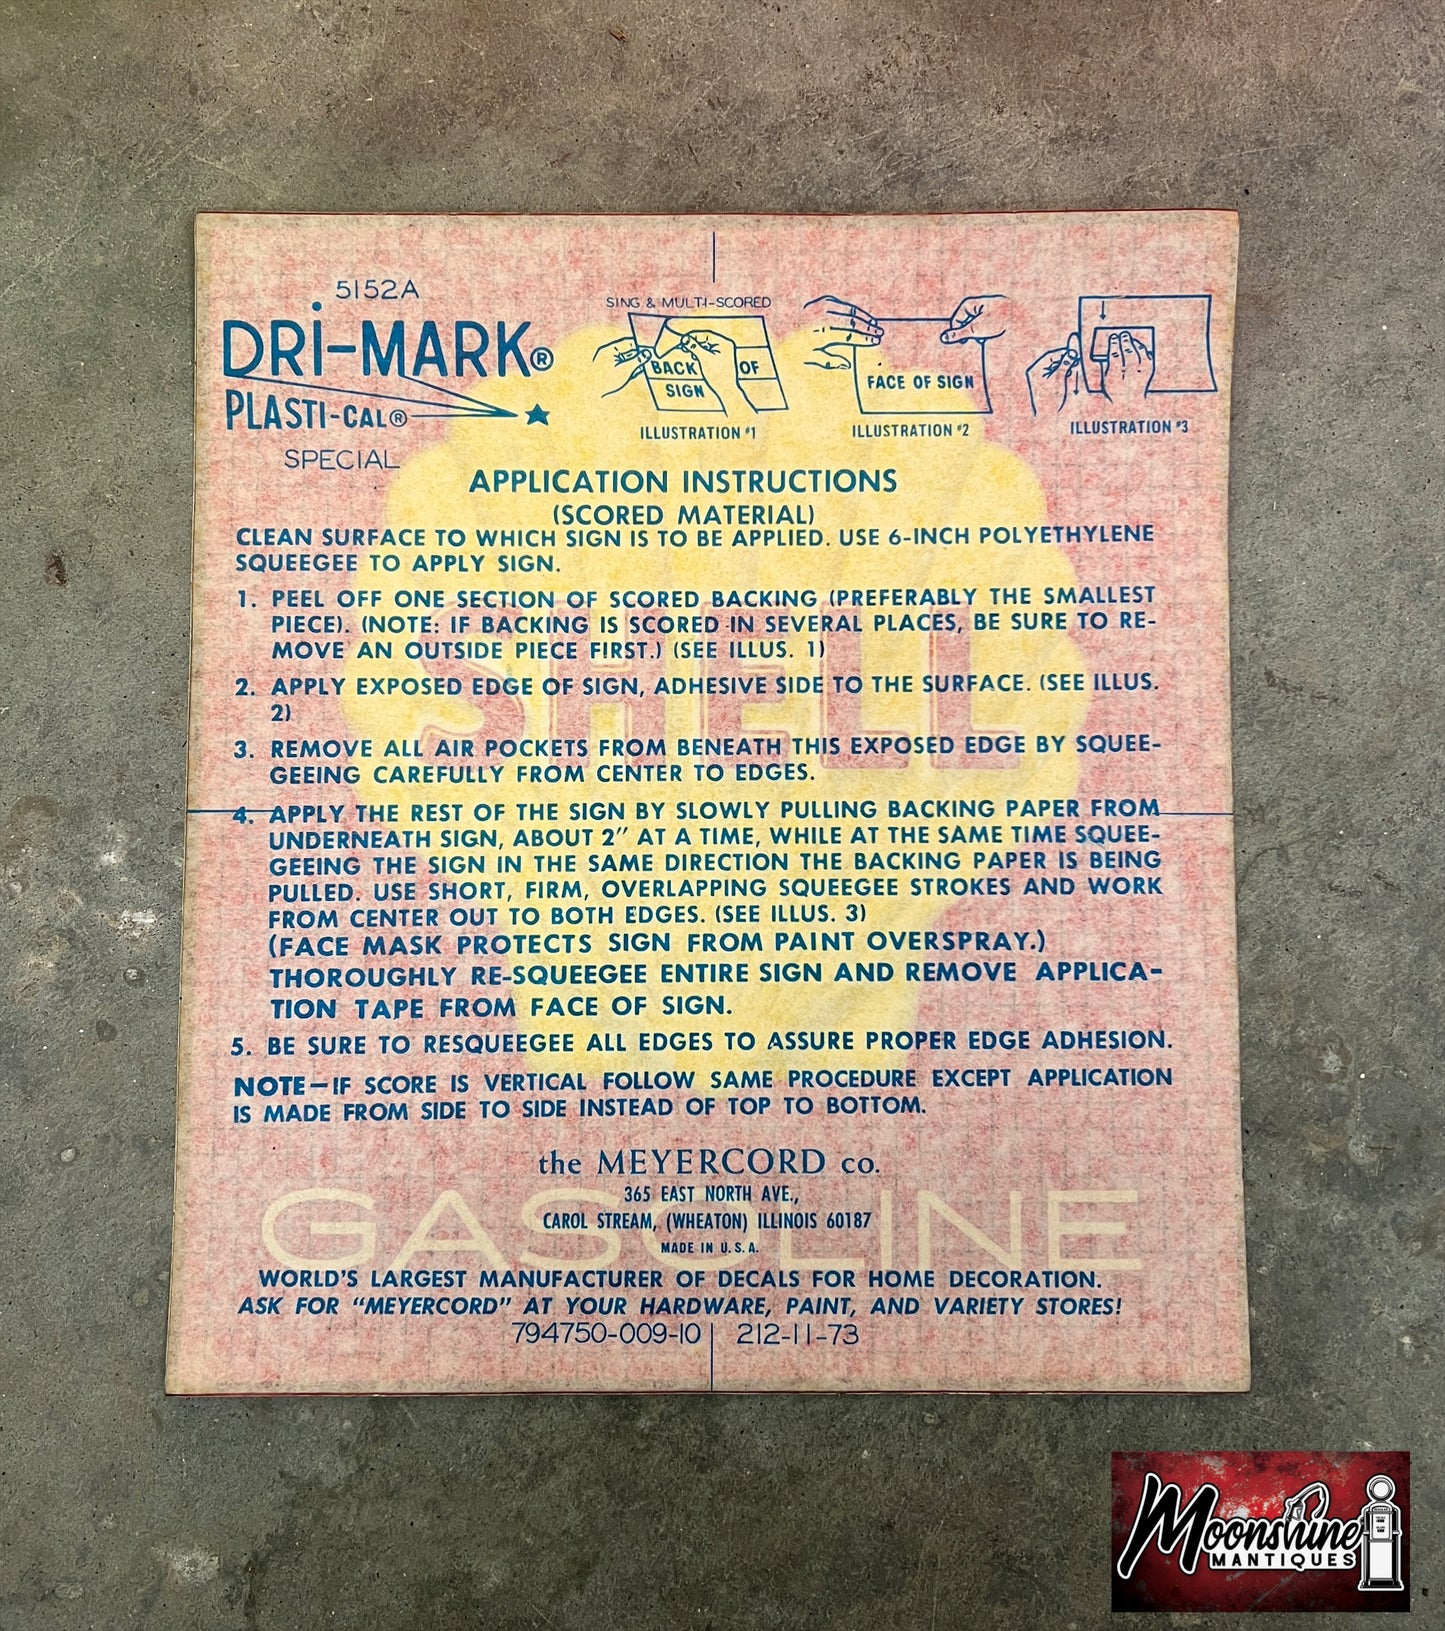 5152A
DRi-MARK®
PLASTI-CAL®
SPECIAL
SING. & MULTI-SCORED
BACK OF
SIGN
ILLUSTRATION #1
FACE OF SIGN
ILLUSTRATION #2
ILLUSTRATION #3
APPLICATION INSTRUCTIONS
(SCORED MATERIAL)
CLEAN SURFACE TO WHICH SIGN IS TO BE APPLIED. USE 6-INCH POLYETHYLENE
SQUEEGEE TO APPLY SIGN.
1. PEEL OFF ONE SECTION OF SCORED BACKING (PREFERABLY THE SMALLEST
PIECE). (NOTE: IF BACKING IS SCORED IN SEVERAL PLACES, BE SURE TO RE-
MOVE AN OUTSIDE PIECE FIRST.) (SEE ILLUS. 1)
2. APPLY EXPOSED EDGE OF SIGN, ADHESIVE SIDE TO THE SURFACE. (SEE ILLUS.
2)
SHELL
3. REMOVE ALL AIR POCKETS FROM BENEATH THIS EXPOSED EDGE BY SQUEE-
GEEING CAREFULLY FROM CENTER TO EDGES.
4. APPLY THE REST OF THE SIGN BY SLOWLY PULLING BACKING PAPER FROM
UNDERNEATH SIGN, ABOUT 2" AT A TIME, WHILE AT THE SAME TIME SQUEE-
GEEING THE SIGN IN THE SAME DIRECTION THE BACKING PAPER IS BEING
PULLED. USE SHORT, FIRM, OVERLAPPING SQUEEGEE STROKES AND WORK
FROM CENTER OUT TO BOTH EDGES. (SEE ILLUS. 3)
(FACE MASK PROTECTS SIGN FROM PAINT OVERSPRAY.)
THOROUGHLY RE-SQUEEGEE ENTIRE SIGN AND REMOVE APPLICA-
TION TAPE FROM FACE OF SIGN.
5. BE SURE TO RESQUEEGEE ALL EDGES TO ASSURE PROPER EDGE ADHESION.
NOTE—IF SCORE IS VERTICAL FOLLOW SAME PROCEDURE EXCEPT APPLICATION
IS MADE FROM SIDE TO SIDE INSTEAD OF TOP TO BOTTOM.
the MEYERCORD co.
365 EAST NORTH AVE.,
CAROL STREAM, (WHEATON) ILLINOIS 60187
MADE IN U.S.A.
GASOLINE
WORLD'S LARGEST MANUFACTURER OF DECALS FOR HOME DECORATION.
ASK FOR "MEYERCORD" AT YOUR HARDWARE, PAINT, AND VARIETY STORES!
794750-009-10 212-11-73
Moonshine
MANTIQUES